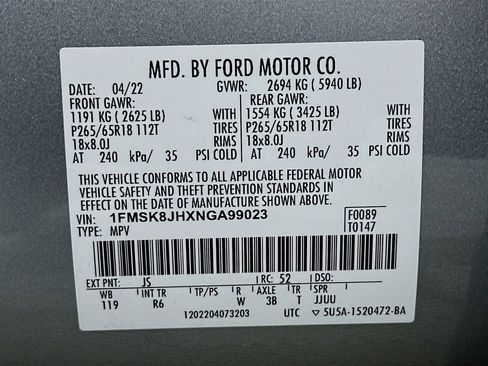 MFD. BY FORD MOTOR CO.
DATE: 04/22 GVWR: 2694 KG ( 5940 LB)
FRONT GAWR: REAR GAWR:
1191 KG ( 2625 LB) WITH 1554 KG ( 3425 LB) WITH
P265/65R18 112T TIRES P265/65R18 112T TIRES
18x8.0J RIMS 18x8.0J RIMS
AT 240 kPa/ 35 PSI COLD AT 240 kPa/ 35 PSI COLD
THIS VEHICLE CONFORMS TO ALL APPLICABLE FEDERAL MOTOR
VEHICLE SAFETY AND THEFT PREVENTION STANDARDS IN
EFFECT ON THE DATE OF MANUFACTURE SHOWN ABOVE.
VIN: 1FMSK8JHXNGA99023 F0089
TYPE: MPV T0147
EXT PNT: JS RC: 52 DSO:
WB INT TR TP/PS R AXLE TR SPR
119 R6 W 3B T JJUU
1202204073203 UTC ▽ 5U5A-1520472-BA